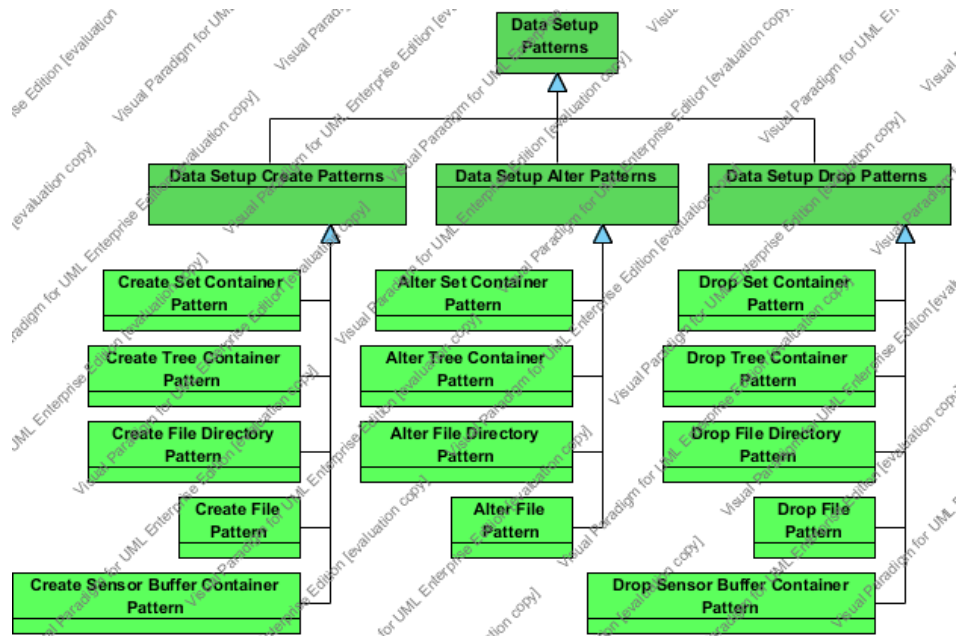 Data Setup
Patterns
Data Setup Create Patterns
Data Setup Alter Patterns
Data Setup Drop Patterns
Create Set Container
Pattern
Alter Set Container
Pattern
Drop Set Container
Pattern
Create Tree Container
Pattern
Alter Tree Container
Pattern
Drop Tree Container
Pattern
Create File Directory
Pattern
Alter File Directory
Pattern
Drop File Directory
Pattern
Create File
Pattern
Alter File
Pattern
Drop File
Pattern
Create Sensor Buffer Container
Pattern
Drop Sensor Buffer Container
Pattern
Visual Paradigm for UML Enterprise Edition [evaluation copy]